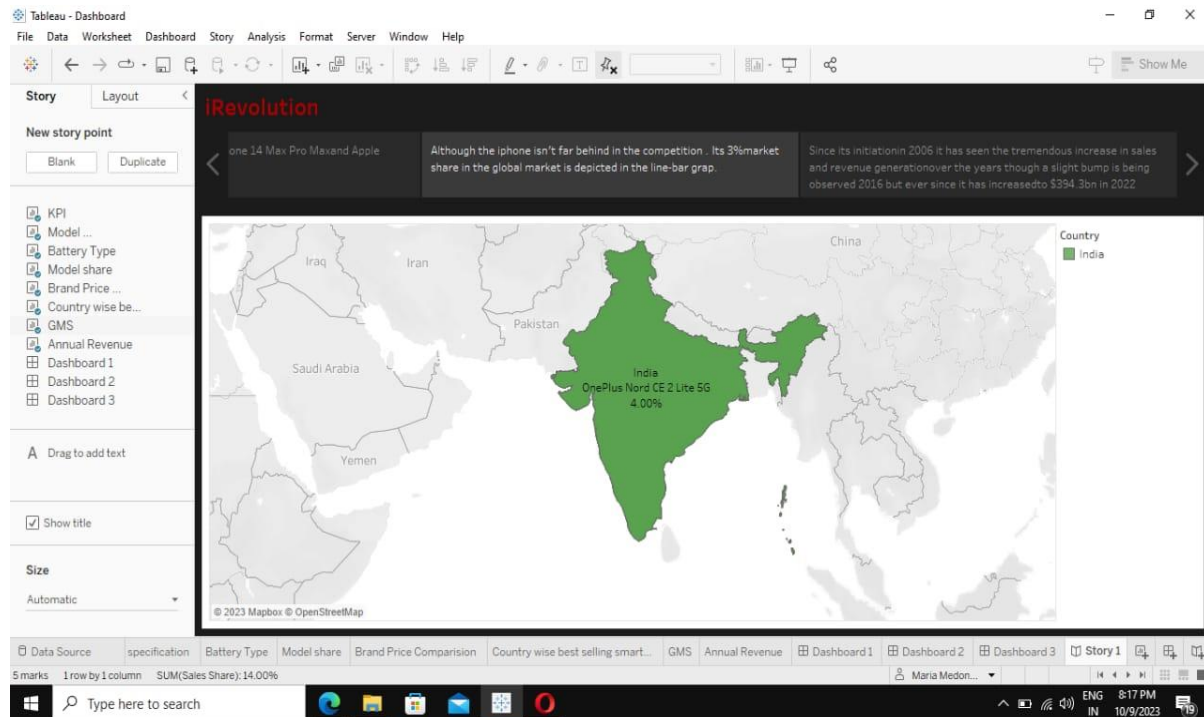 Tableau - Dashboard
File Data Worksheet Dashboard Story Analysis Format Server Window Help
Show Me
Story Layout
New story point
Blank Duplicate
KPI
Model ...
Battery Type
Model share
Brand Price ...
Country wise be...
GMS
Annual Revenue
Dashboard 1
Dashboard 2
Dashboard 3
A Drag to add text
Show title
Size
Automatic
iRevolution
one 14 Max Pro Maxand Apple
Although the iphone isn't far behind in the competition . Its 3%market
share in the global market is depicted in the line-bar grap.
Since its initiationin 2006 it has seen the tremendous increase in sales
and revenue generationover the years though a slight bump is being
observed 2016 but ever since it has increasedto $394.3bn in 2022
Iraq
Iran
China
Pakistan
Saudi Arabia
Yemen
India
OnePlus Nord CE 2 Lite 5G
4.00%
© 2023 Mapbox © OpenStreetMap
Country
India
Data Source specification Battery Type Model share Brand Price Comparision Country wise best selling smart... GMS Annual Revenue Dashboard 1 Dashboard 2 Dashboard 3 Story 1
5 marks 1 row by 1 column SUM(Sales Share): 14.00% Maria Medon...
Type here to search
ENG 8:17 PM
IN 10/9/2023
19